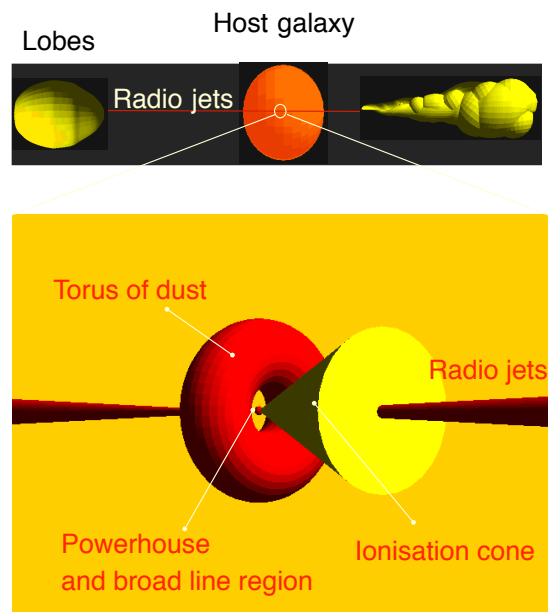 Host galaxy
Lobes
Radio jets
Torus of dust
Radio jets
Powerhouse
and broad line region
Ionisation cone